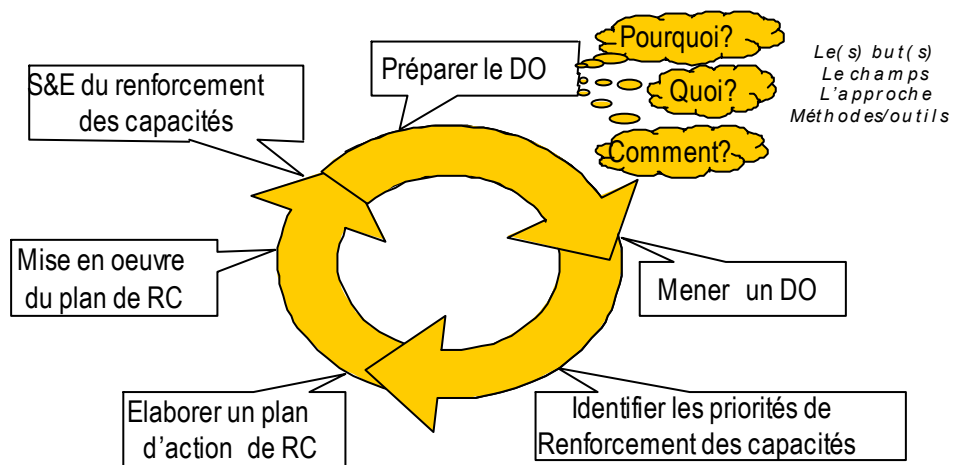 Préparer le DO
Pourquoi?
Quoi?
Comment?
Le(s) but(s)
Le champs
L'approche
Méthodes/outils
Mener un DO
Identifier les priorités de
Renforcement des capacités
Elaborer un plan
d'action de RC
Mise en oeuvre
du plan de RC
S&E du renforcement
des capacités